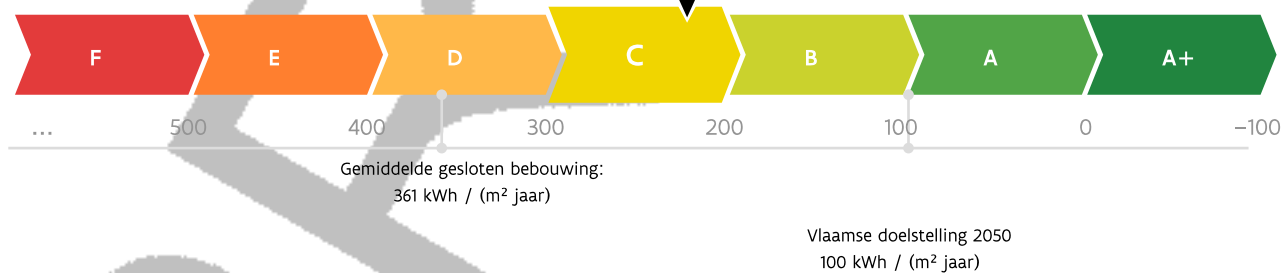 F E D C B A A+
... 500 400 300 200 100 0 −100
Gemiddelde gesloten bebouwing:
361 kWh / (m² jaar)
Vlaamse doelstelling 2050
100 kWh / (m² jaar)